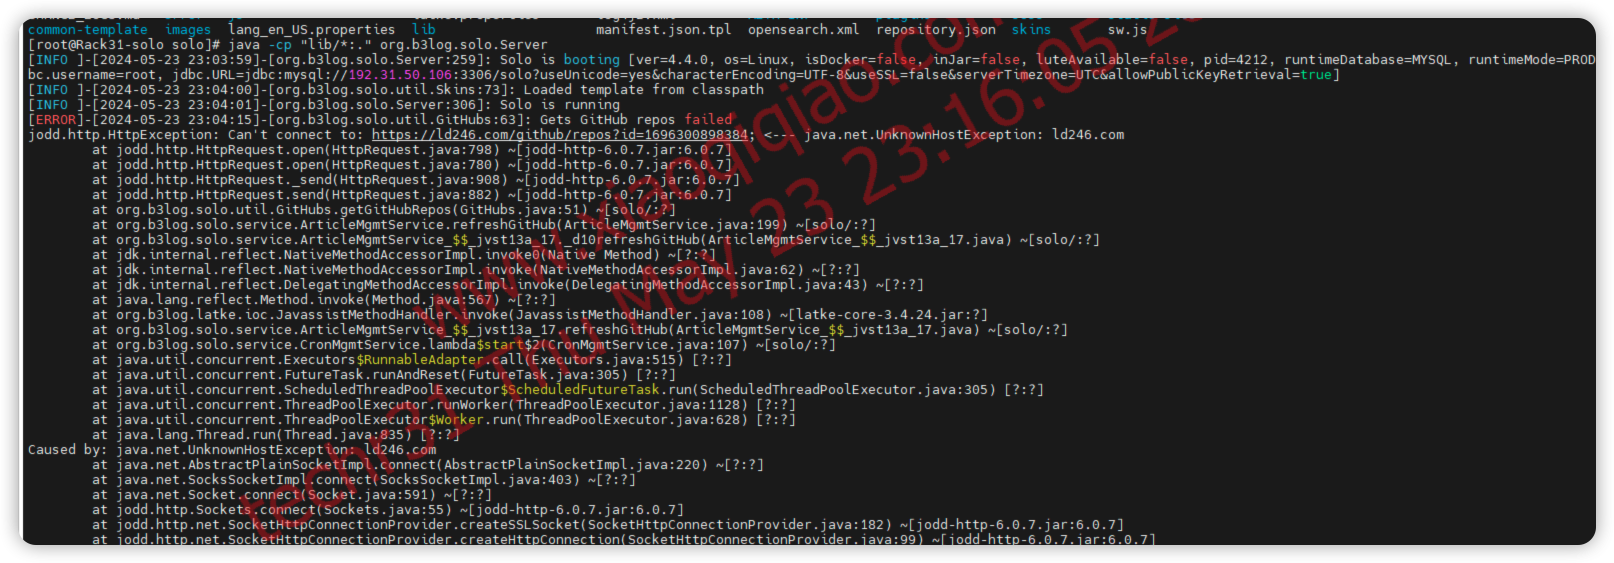 common-template images lang_en_US.properties lib manifest.json.tpl opensearch.xml repository.json skins sw.js
[root@Rack31-solo solo]# java -cp "lib/*:." org.b3log.solo.Server
[INFO ]-[2024-05-23 23:03:59]-[org.b3log.solo.Server:259]: Solo is booting [ver=4.4.0, os=Linux, isDocker=false, inJar=false, luteAvailable=false, pid=4212, runtimeDatabase=MYSQL, runtimeMode=PROD
bc.username=root, jdbc.URL=jdbc:mysql://192.31.50.106:3306/solo?useUnicode=yes&characterEncoding=UTF-8&useSSL=false&serverTimezone=UTC&allowPublicKeyRetrieval=true]
[INFO ]-[2024-05-23 23:04:00]-[org.b3log.solo.util.Skins:73]: Loaded template from classpath
[INFO ]-[2024-05-23 23:04:01]-[org.b3log.solo.Server:306]: Solo is running
[ERROR]-[2024-05-23 23:04:15]-[org.b3log.solo.util.GitHubs:63]: Gets GitHub repos failed
jodd.http.HttpException: Can't connect to: https://ld246.com/github/repos?id=1696300898384; <--- java.net.UnknownHostException: ld246.com
at jodd.http.HttpRequest.open(HttpRequest.java:798) ~[jodd-http-6.0.7.jar:6.0.7]
at jodd.http.HttpRequest.open(HttpRequest.java:780) ~[jodd-http-6.0.7.jar:6.0.7]
at jodd.http.HttpRequest._send(HttpRequest.java:908) ~[jodd-http-6.0.7.jar:6.0.7]
at jodd.http.HttpRequest.send(HttpRequest.java:882) ~[jodd-http-6.0.7.jar:6.0.7]
at org.b3log.solo.util.GitHubs.getGitHubRepos(GitHubs.java:51) ~[solo/:?]
at org.b3log.solo.service.ArticleMgmtService.refreshGitHub(ArticleMgmtService.java:199) ~[solo/:?]
at org.b3log.solo.service.ArticleMgmtService_$$_jvst13a_17._d10refreshGitHub(ArticleMgmtService_$$_jvst13a_17.java) ~[solo/:?]
at jdk.internal.reflect.NativeMethodAccessorImpl.invoke0(Native Method) ~[?:?]
at jdk.internal.reflect.NativeMethodAccessorImpl.invoke(NativeMethodAccessorImpl.java:62) ~[?:?]
at jdk.internal.reflect.DelegatingMethodAccessorImpl.invoke(DelegatingMethodAccessorImpl.java:43) ~[?:?]
at java.lang.reflect.Method.invoke(Method.java:567) ~[?:?]
at org.b3log.latke.ioc.JavassistMethodHandler.invoke(JavassistMethodHandler.java:108) ~[latke-core-3.4.24.jar:?]
at org.b3log.solo.service.ArticleMgmtService_$$_jvst13a_17.refreshGitHub(ArticleMgmtService_$$_jvst13a_17.java) ~[solo/:?]
at org.b3log.solo.service.CronMgmtService.lambda$start$2(CronMgmtService.java:107) ~[solo/:?]
at java.util.concurrent.Executors$RunnableAdapter.call(Executors.java:515) [?:?]
at java.util.concurrent.FutureTask.runAndReset(FutureTask.java:305) [?:?]
at java.util.concurrent.ScheduledThreadPoolExecutor$ScheduledFutureTask.run(ScheduledThreadPoolExecutor.java:305) [?:?]
at java.util.concurrent.ThreadPoolExecutor.runWorker(ThreadPoolExecutor.java:1128) [?:?]
at java.util.concurrent.ThreadPoolExecutor$Worker.run(ThreadPoolExecutor.java:628) [?:?]
at java.lang.Thread.run(Thread.java:835) [?:?]
Caused by: java.net.UnknownHostException: ld246.com
at java.net.AbstractPlainSocketImpl.connect(AbstractPlainSocketImpl.java:220) ~[?:?]
at java.net.SocksSocketImpl.connect(SocksSocketImpl.java:403) ~[?:?]
at java.net.Socket.connect(Socket.java:591) ~[?:?]
at jodd.http.Sockets.connect(Sockets.java:55) ~[jodd-http-6.0.7.jar:6.0.7]
at jodd.http.net.SocketHttpConnectionProvider.createSSLSocket(SocketHttpConnectionProvider.java:182) ~[jodd-http-6.0.7.jar:6.0.7]
at jodd.http.net.SocketHttpConnectionProvider.createHttpConnection(SocketHttpConnectionProvider.java:99) ~[jodd-http-6.0.7.jar:6.0.7]
www.xiaoqiqiao.com
techr31 Thu May 23 23:16:05